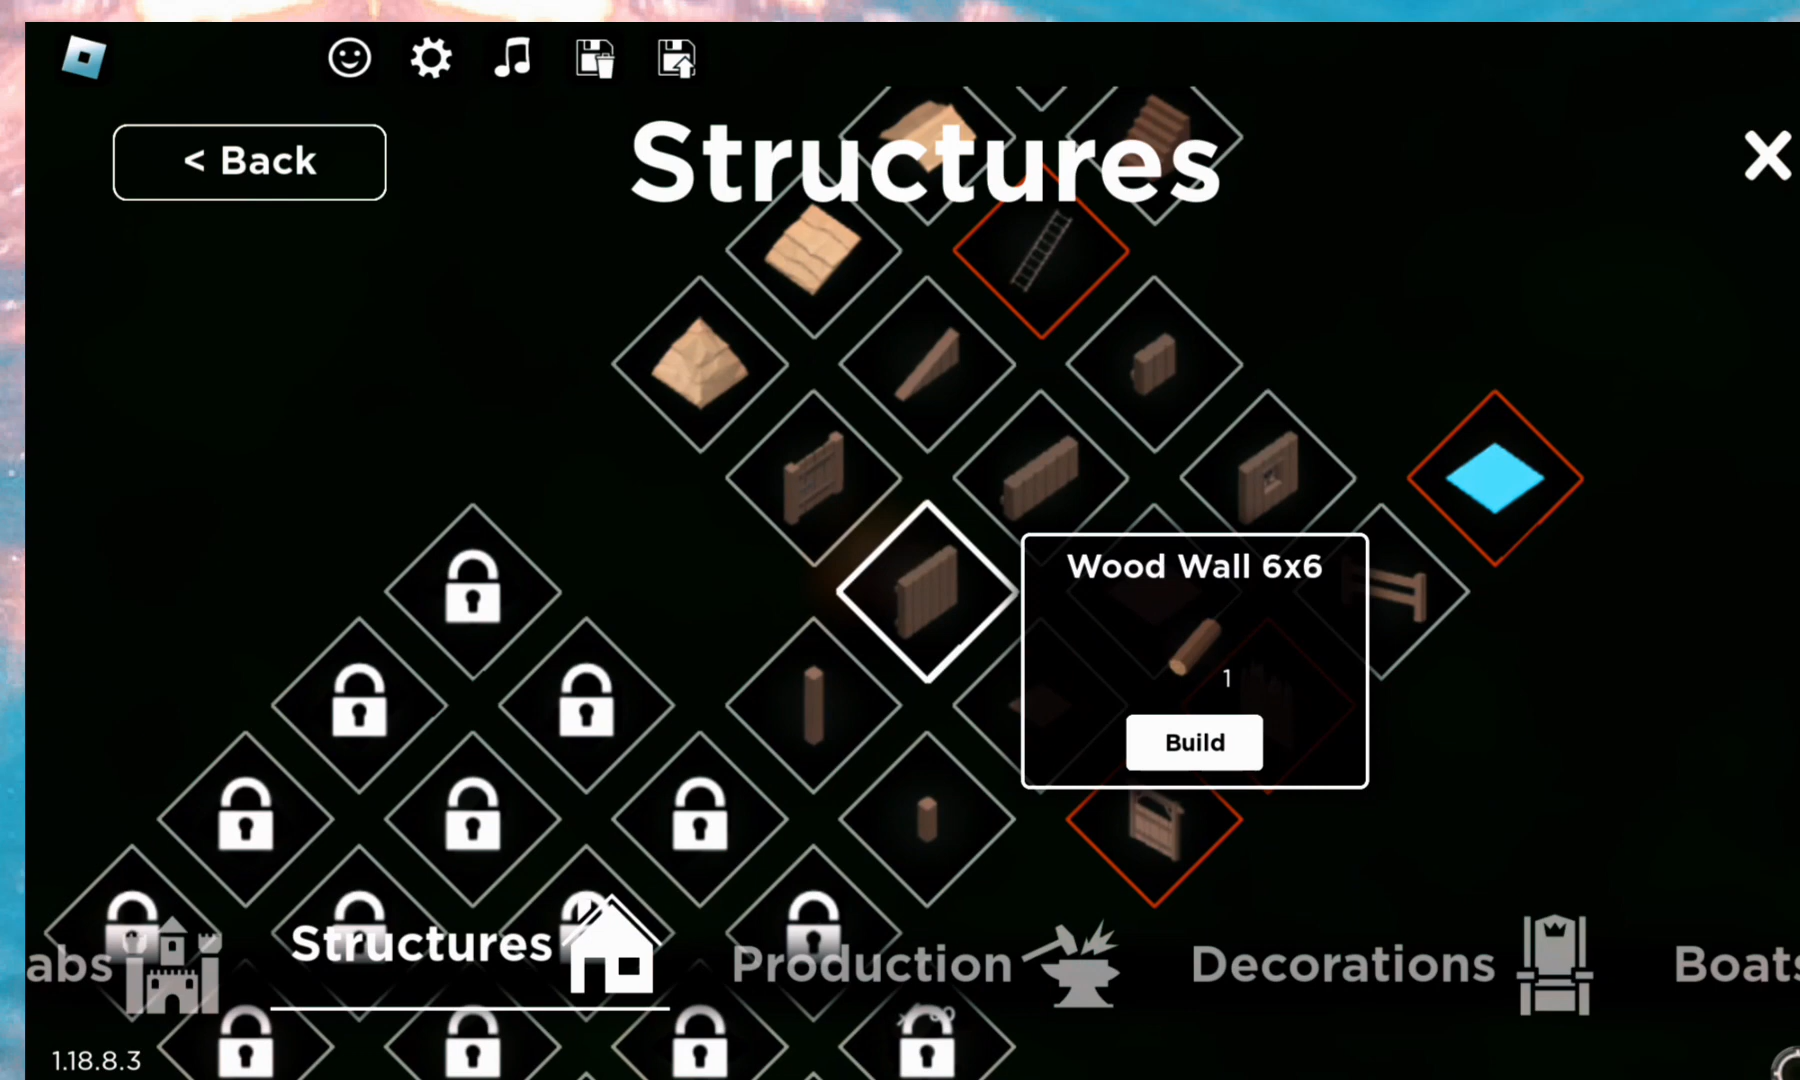 < Back
Structures
Wood Wall 6x6
1
Build
abs
Structures
Production
Decorations
Boats
1.18.8.3